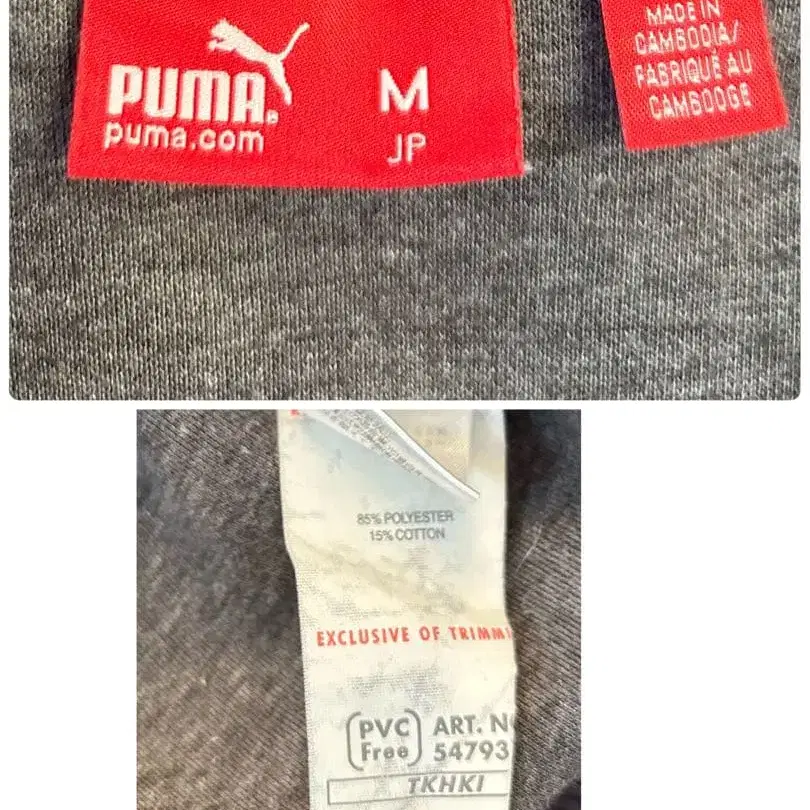 PUMA®
puma.com
M
JP
MADE IN
CAMBODIA/
FABRIQUÉ AU
CAMBODGE
85% POLYESTER
15% COTTON
EXCLUSIVE OF TRIMMI
PVC
Free
ART. N
54793
TKHKI